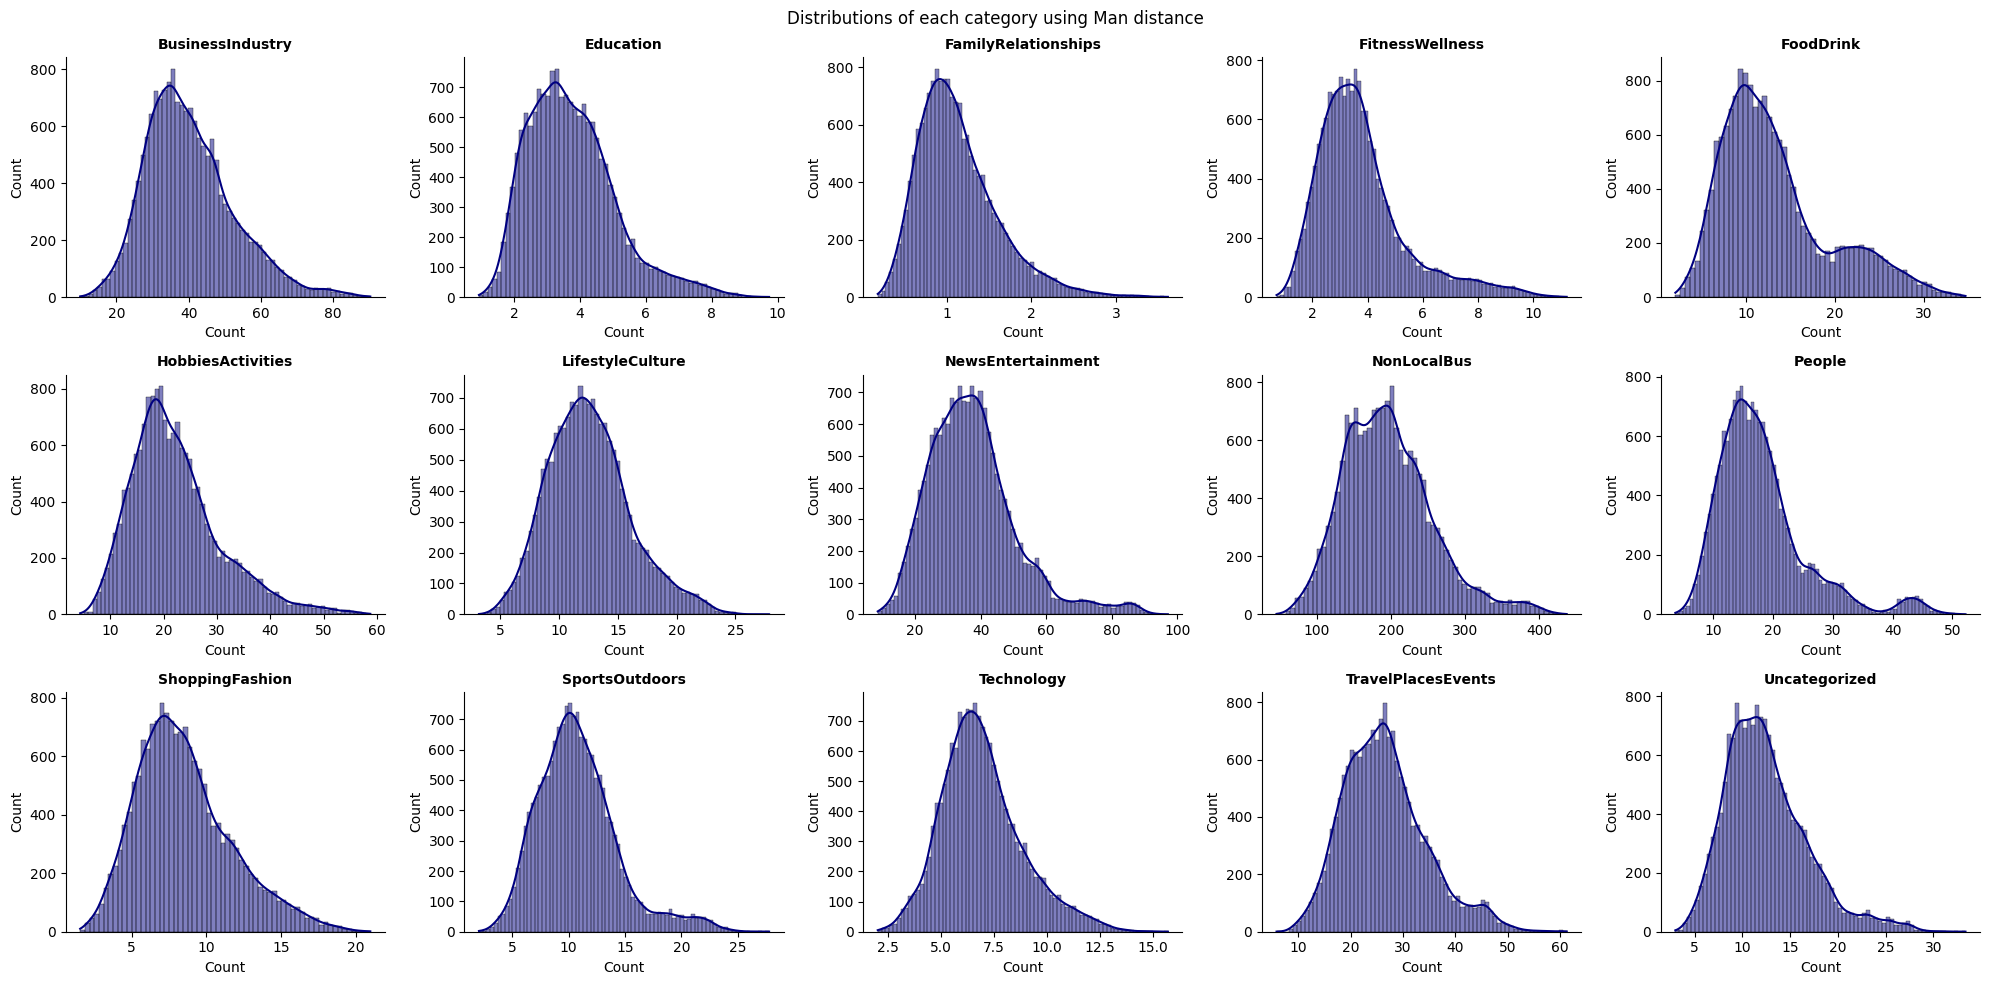 Distributions of each category using Man distance
BusinessIndustry
Education
FamilyRelationships
FitnessWellness
FoodDrink
800
600
400
200
0
Count
20 40 60 80
Count
700
600
500
400
300
200
100
0
Count
2 4 6 8 10
Count
800
600
400
200
0
Count
1 2 3
Count
800
600
400
200
0
Count
2 4 6 8 10
Count
800
600
400
200
0
Count
10 20 30
Count
HobbiesActivities
LifestyleCulture
NewsEntertainment
NonLocalBus
People
800
600
400
200
0
Count
10 20 30 40 50 60
Count
700
600
500
400
300
200
100
0
Count
5 10 15 20 25
Count
700
600
500
400
300
200
100
0
Count
20 40 60 80 100
Count
800
600
400
200
0
Count
100 200 300 400
Count
800
600
400
200
0
Count
10 20 30 40 50
Count
ShoppingFashion
SportsOutdoors
Technology
TravelPlacesEvents
Uncategorized
800
600
400
200
0
Count
5 10 15 20
Count
700
600
500
400
300
200
100
0
Count
5 10 15 20 25
Count
700
600
500
400
300
200
100
0
Count
2.5 5.0 7.5 10.0 12.5 15.0
Count
800
600
400
200
0
Count
10 20 30 40 50 60
Count
800
600
400
200
0
Count
5 10 15 20 25 30
Count